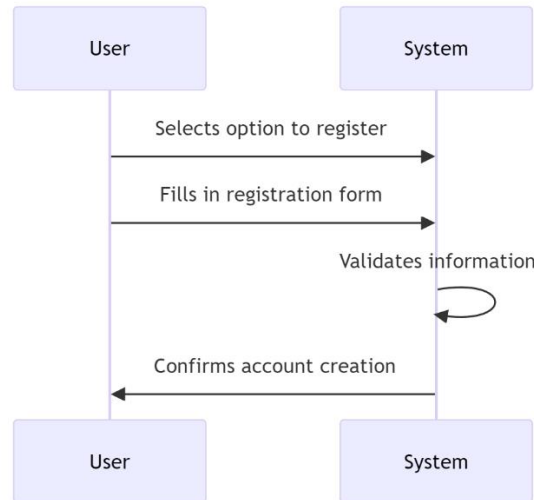 User
System
Selects option to register
Fills in registration form
Validates information
Confirms account creation
User
System